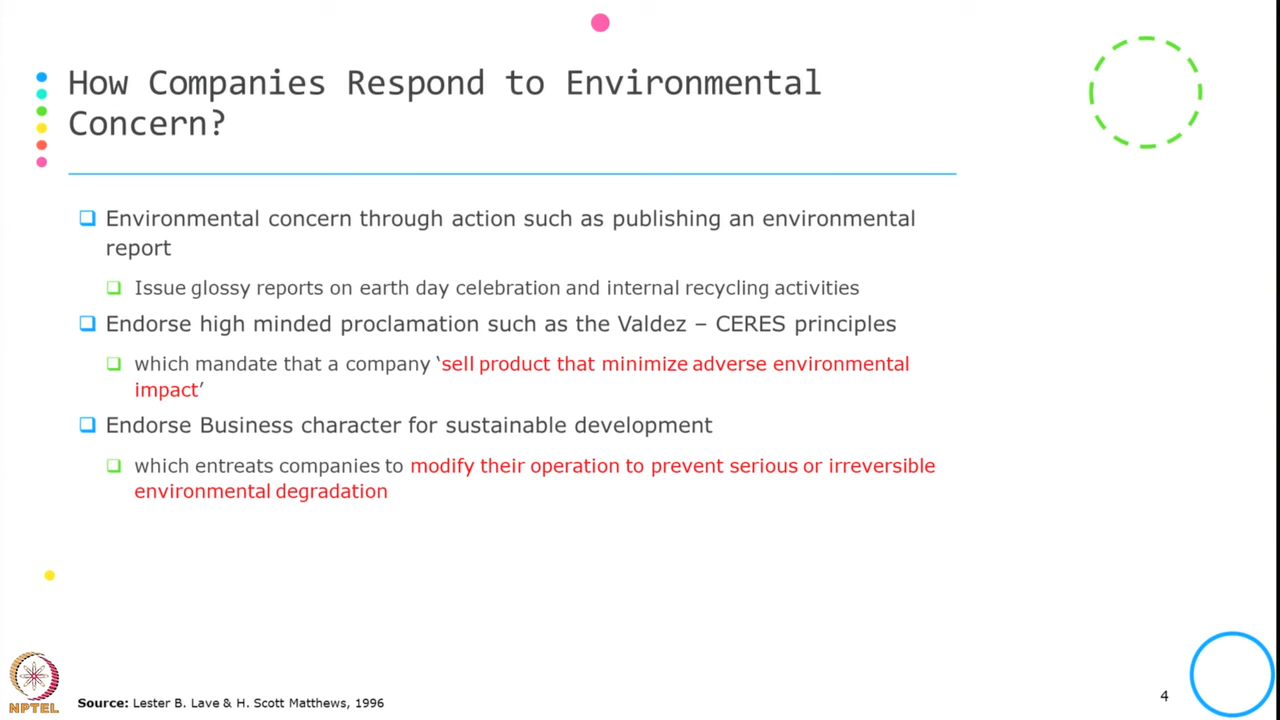 How Companies Respond to Environmental
Concern?
Environmental concern through action such as publishing an environmental
report
Issue glossy reports on earth day celebration and internal recycling activities
Endorse high minded proclamation such as the Valdez – CERES principles
which mandate that a company ‘sell product that minimize adverse environmental
impact’
Endorse Business character for sustainable development
which entreats companies to modify their operation to prevent serious or irreversible
environmental degradation
NPTEL
Source: Lester B. Lave & H. Scott Matthews, 1996
4